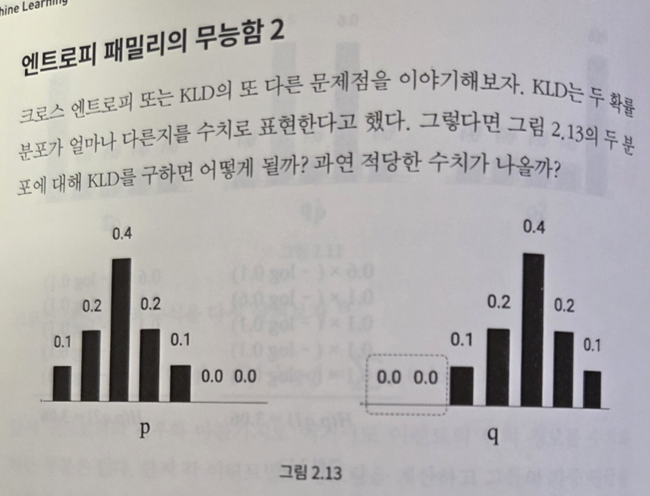 hine Learning
엔트로피 패밀리의 무능함 2
크로스 엔트로피 또는 KLD의 또 다른 문제점을 이야기해보자. KLD는 두 확률
분포가 얼마나 다른지를 수치로 표현한다고 했다. 그렇다면 그림 2.13의 두 분
포에 대해 KLD를 구하면 어떻게 될까? 과연 적당한 수치가 나올까?
0.1 0.2 0.4 0.2 0.1 0.0 0.0
0.0 0.0 0.1 0.2 0.4 0.2 0.1
p q
그림 2.13